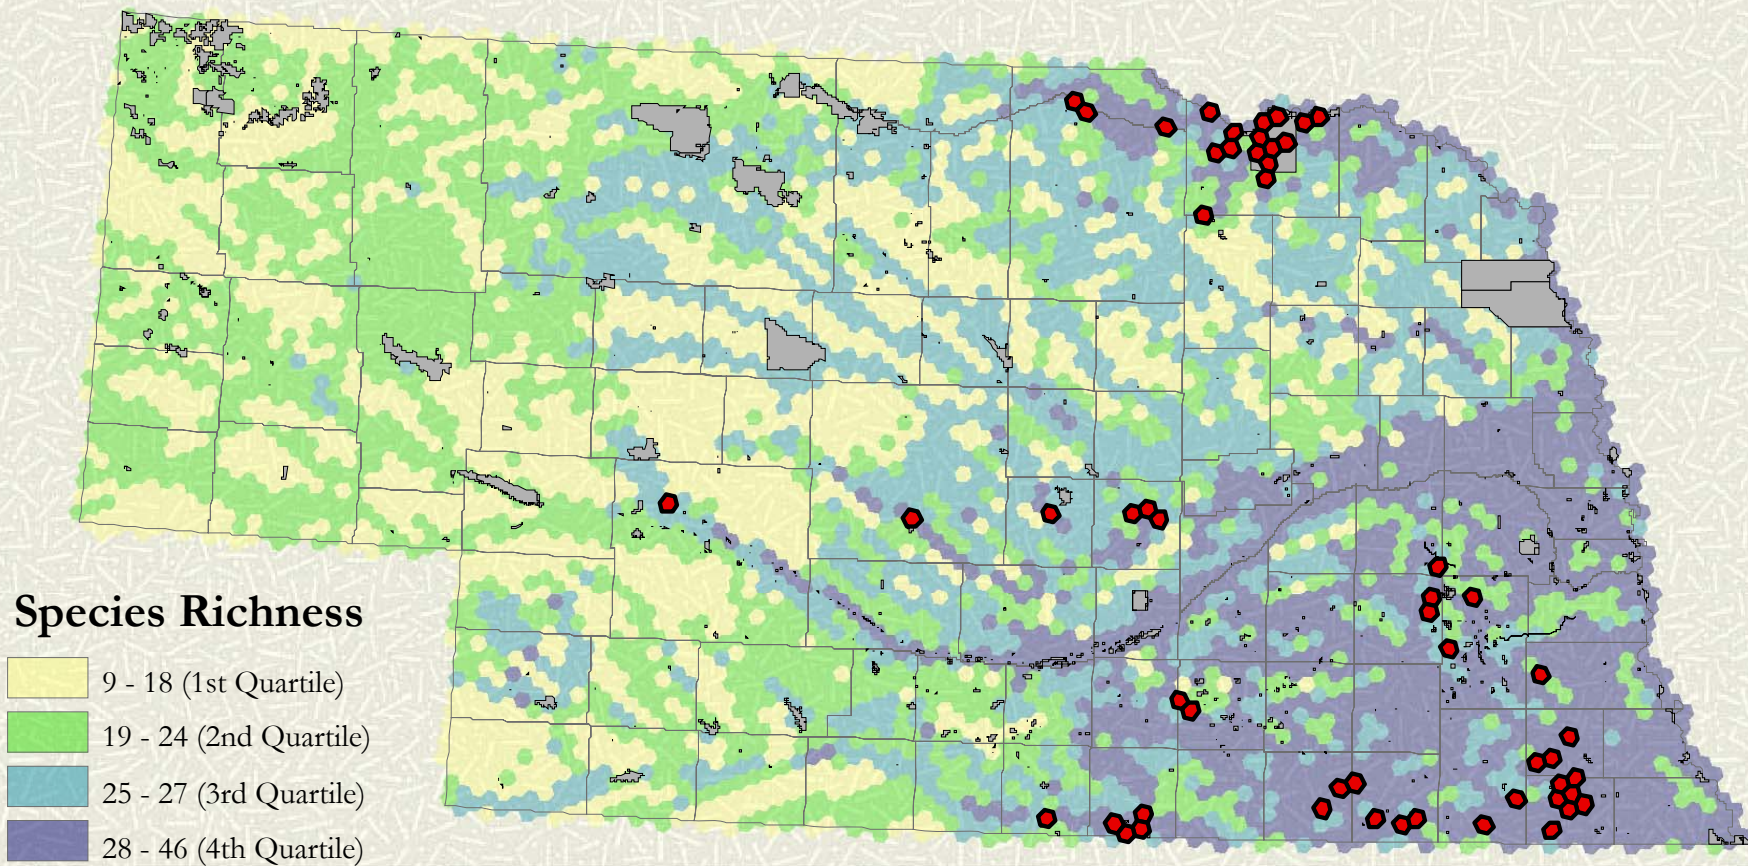 Species Richness
9 - 18 (1st Quartile)
19 - 24 (2nd Quartile)
25 - 27 (3rd Quartile)
28 - 46 (4th Quartile)